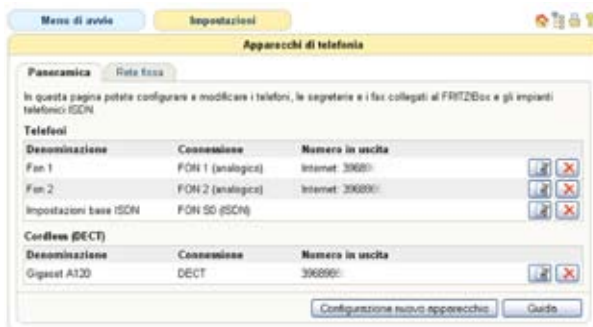 Menu di avvio Impostazioni
Apparecchi di telefonia
Panoramica Rete fissa
In questa pagina potete configurare e modificare i telefoni, le segreterie e i fax collegati al FRITZ!Box e gli impianti
telefonici ISDN.
Telefoni
Denominazione Connessione Numero in uscita
Fon 1 FON 1 (analogico) Internet: 39689
Fon 2 FON 2 (analogico) Internet:
Impostazioni base ISDN FON S0 (ISDN)
Cordless (DECT)
Denominazione Connessione Numero in uscita
Gigaset A120 DECT
Configurazione nuovo apparecchio Guida